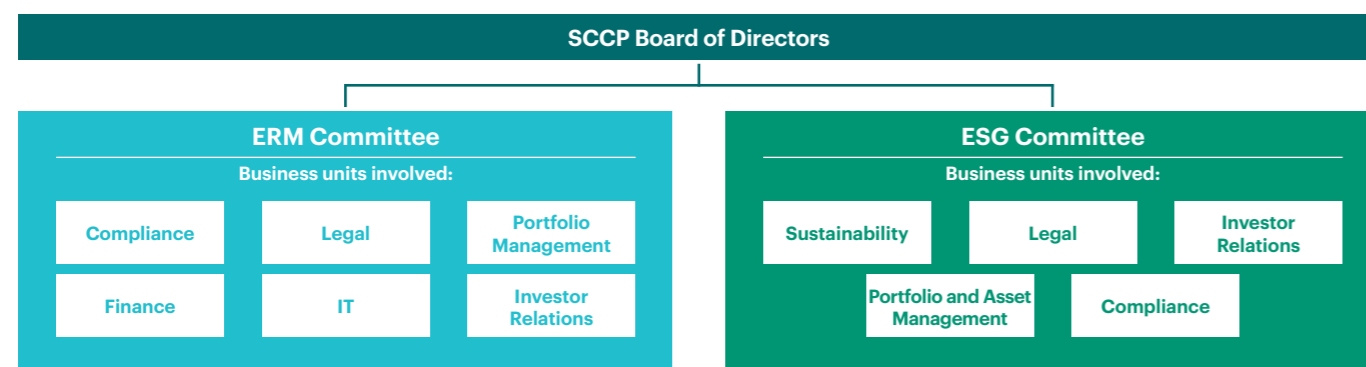 SCCP Board of Directors
ERM Committee
Business units involved:
Compliance
Legal
Portfolio
Management
Finance
IT
Investor
Relations
ESG Committee
Business units involved:
Sustainability
Legal
Investor
Relations
Portfolio and Asset
Management
Compliance